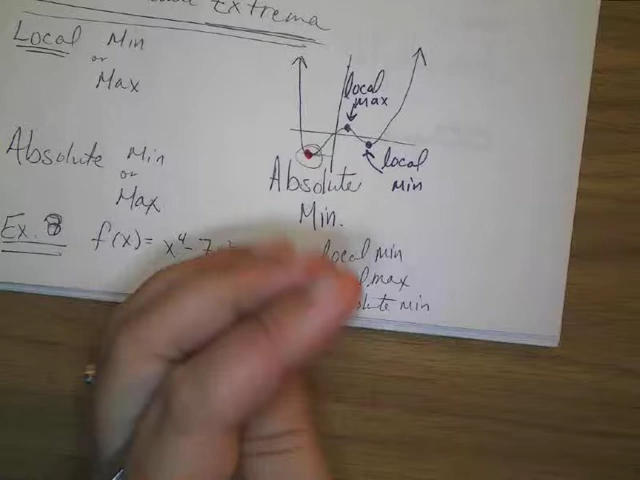 Extrema
Local Min
or
Max
local
max
local
min
Absolute
Min.
Absolute Min
or
Max
Ex. 8 f(x) = x⁴ - 7
local min
max
min